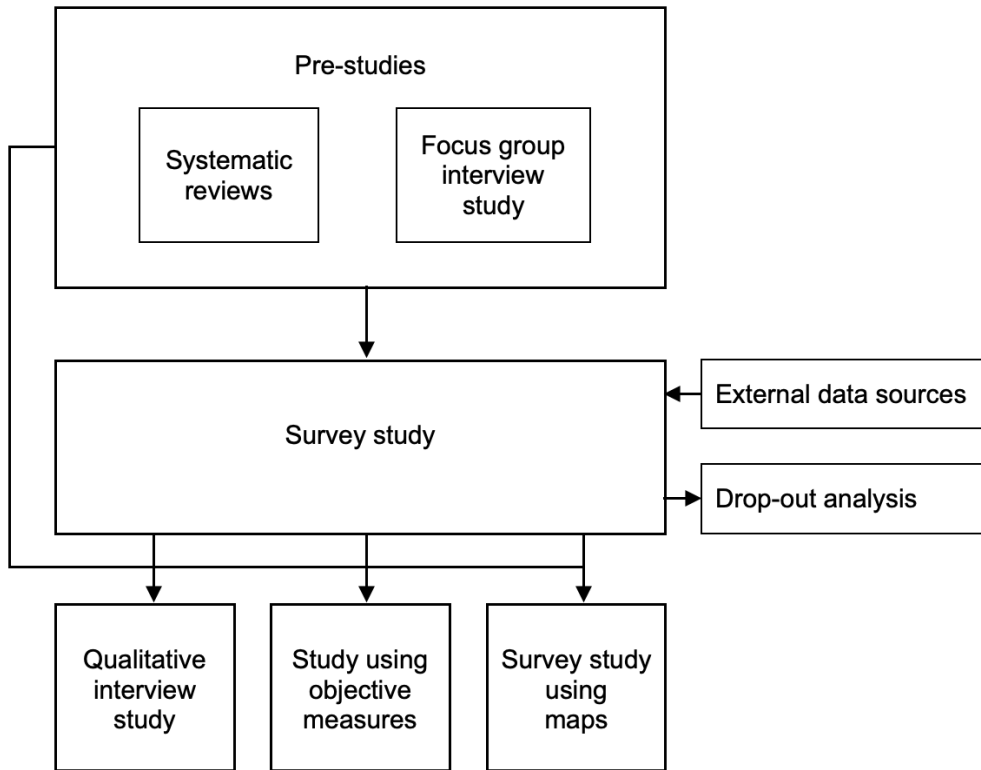 Pre-studies
Systematic
reviews
Focus group
interview
study
Survey study
External data sources
Drop-out analysis
Qualitative
interview
study
Study using
objective
measures
Survey study
using
maps